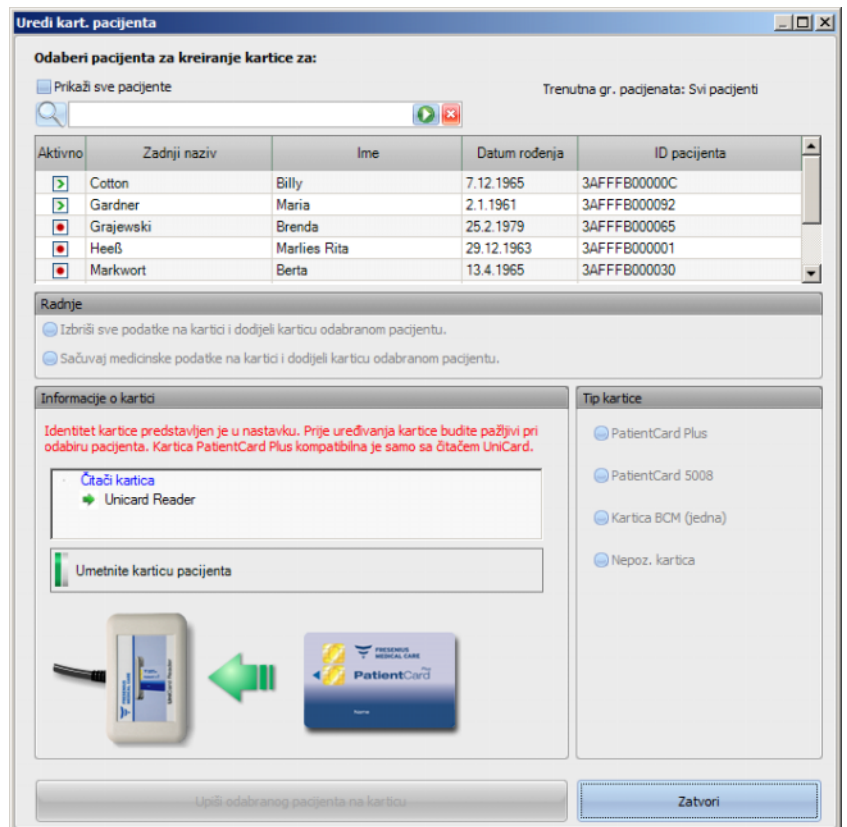 Uredi kart. pacijenta
Odaberi pacijenta za kreiranje kartice za:
Prikaži sve pacijente
Trenutna gr. pacijenata: Svi pacijenti
Aktivno Zadnji naziv Ime Datum rođenja ID pacijenta
Cotton Billy 7.12.1965 3AFFFB00000C
Gardner Maria 2.1.1961 3AFFFB000092
Grajewski Brenda 25.2.1979 3AFFFB000065
Heeß Marlies Rita 29.12.1963 3AFFFB000001
Markwort Berta 13.4.1965 3AFFFB000030
Radnje
Izbriši sve podatke na kartici i dodijeli karticu odabranom pacijentu.
Sačuvaj medicinske podatke na kartici i dodijeli karticu odabranom pacijentu.
Informacije o kartici
Identitet kartice predstavljen je u nastavku. Prije uređivanja kartice budite pažljivi pri
odabiru pacijenta. Kartica PatientCard Plus kompatibilna je samo sa čitačem UniCard.
Čitači kartica
Unicard Reader
Umetnite karticu pacijenta
FRESENIUS
MEDICAL CARE
PatientCard Plus
Name
UniCard Reader
FRESENIUS
MEDICAL CARE
Tip kartice
PatientCard Plus
PatientCard 5008
Kartica BCM (jedna)
Nepoz. kartica
Upiši odabranog pacijenta na karticu
Zatvori